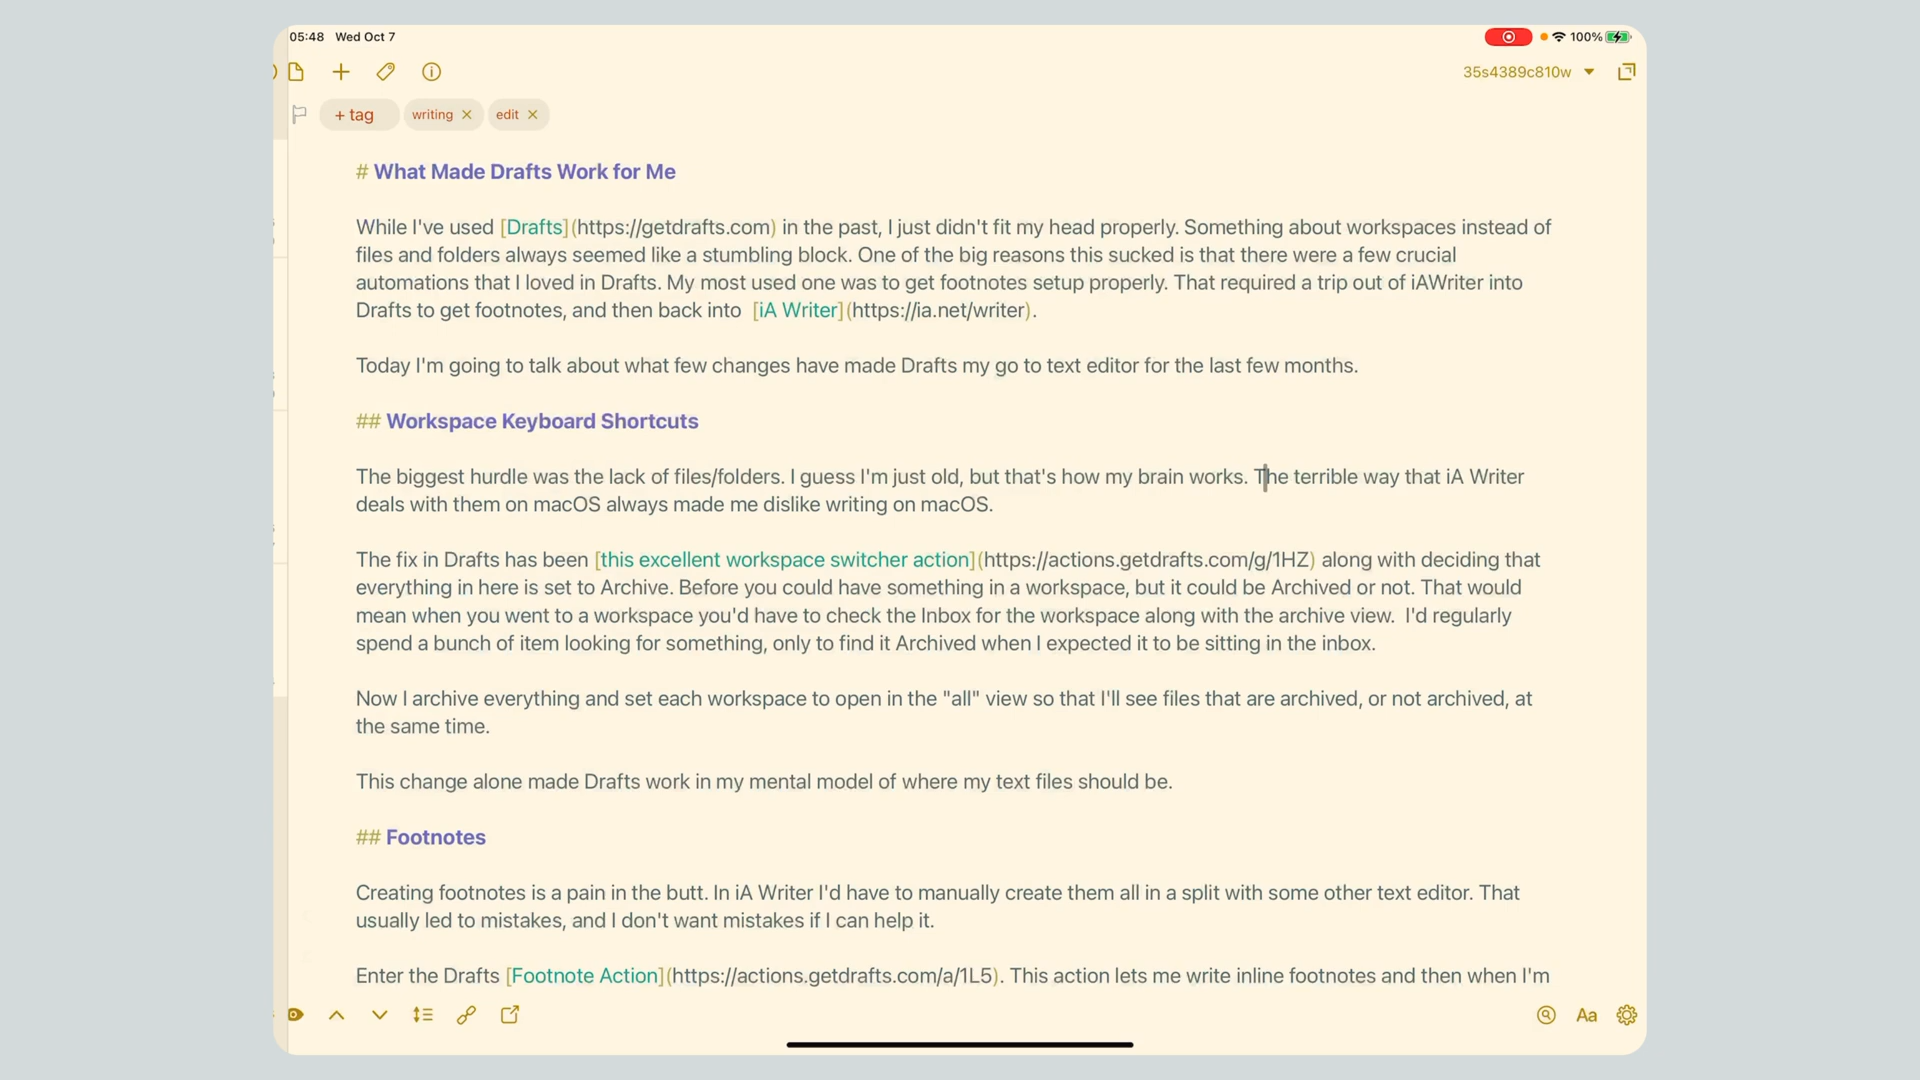 05:48 Wed Oct 7
100%
35s4389c810w
+ tag writing edit
# What Made Drafts Work for Me
While I've used [Drafts](https://getdrafts.com) in the past, I just didn't fit my head properly. Something about workspaces instead of
files and folders always seemed like a stumbling block. One of the big reasons this sucked is that there were a few crucial
automations that I loved in Drafts. My most used one was to get footnotes setup properly. That required a trip out of iAWriter into
Drafts to get footnotes, and then back into  [iA Writer](https://ia.net/writer).
Today I'm going to talk about what few changes have made Drafts my go to text editor for the last few months.
## Workspace Keyboard Shortcuts
The biggest hurdle was the lack of files/folders. I guess I'm just old, but that's how my brain works. The terrible way that iA Writer
deals with them on macOS always made me dislike writing on macOS.
The fix in Drafts has been [this excellent workspace switcher action](https://actions.getdrafts.com/g/1HZ) along with deciding that
everything in here is set to Archive. Before you could have something in a workspace, but it could be Archived or not. That would
mean when you went to a workspace you'd have to check the Inbox for the workspace along with the archive view.  I'd regularly
spend a bunch of item looking for something, only to find it Archived when I expected it to be sitting in the inbox.
Now I archive everything and set each workspace to open in the "all" view so that I'll see files that are archived, or not archived, at
the same time.
This change alone made Drafts work in my mental model of where my text files should be.
## Footnotes
Creating footnotes is a pain in the butt. In iA Writer I'd have to manually create them all in a split with some other text editor. That
usually led to mistakes, and I don't want mistakes if I can help it.
Enter the Drafts [Footnote Action](https://actions.getdrafts.com/a/1L5). This action lets me write inline footnotes and then when I'm
Aa